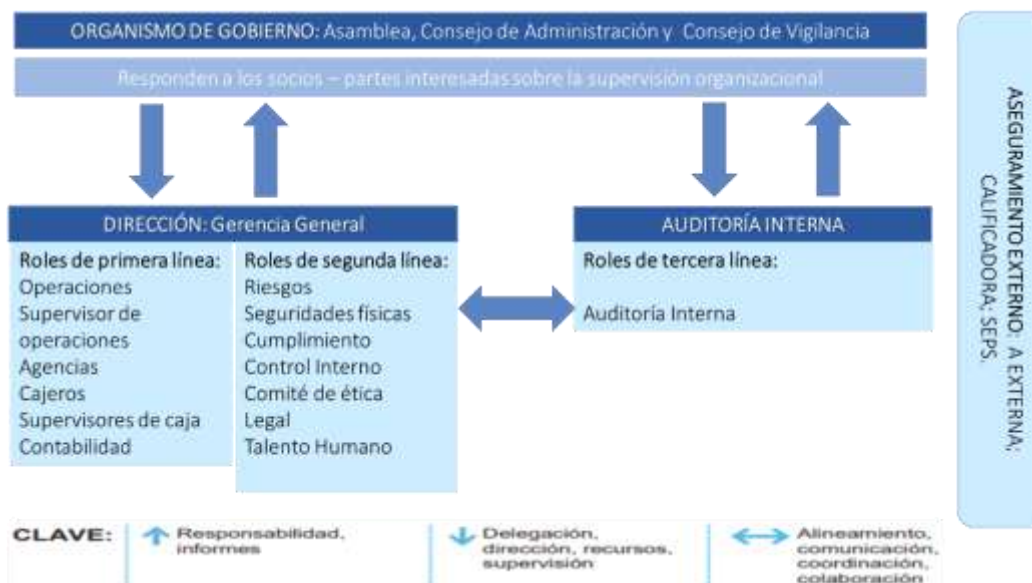 ORGANISMO DE GOBIERNO: Asamblea, Consejo de Administración y Consejo de Vigilancia
Responden a los socios – partes interesadas sobre la supervisión organizacional
DIRECCIÓN: Gerencia General
Roles de primera línea:
Operaciones
Supervisor de
operaciones
Agencias
Cajeros
Supervisores de caja
Contabilidad
Roles de segunda línea:
Riesgos
Seguridades físicas
Cumplimiento
Control Interno
Comité de ética
Legal
Talento Humano
AUDITORÍA INTERNA
Roles de tercera línea:
Auditoría Interna
ASEGURAMIENTO EXTERNO: A EXTERNA;
CALIFICADORA; SEPS.
CLAVE:
Responsabilidad,
informes
Delegación,
dirección, recursos,
supervisión
Alineamiento,
comunicación,
coordinación,
colaboración